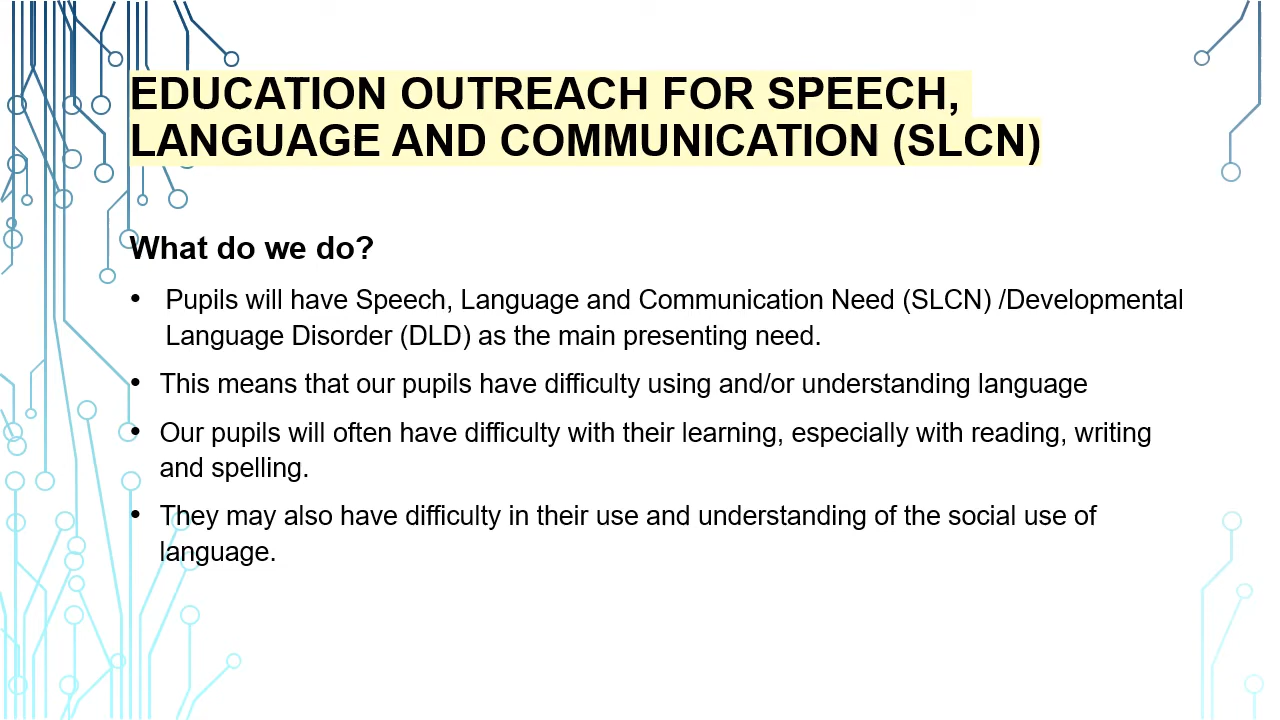 EDUCATION OUTREACH FOR SPEECH,
LANGUAGE AND COMMUNICATION (SLCN)
What do we do?
• Pupils will have Speech, Language and Communication Need (SLCN) /Developmental
Language Disorder (DLD) as the main presenting need.
• This means that our pupils have difficulty using and/or understanding language
• Our pupils will often have difficulty with their learning, especially with reading, writing
and spelling.
• They may also have difficulty in their use and understanding of the social use of
language.